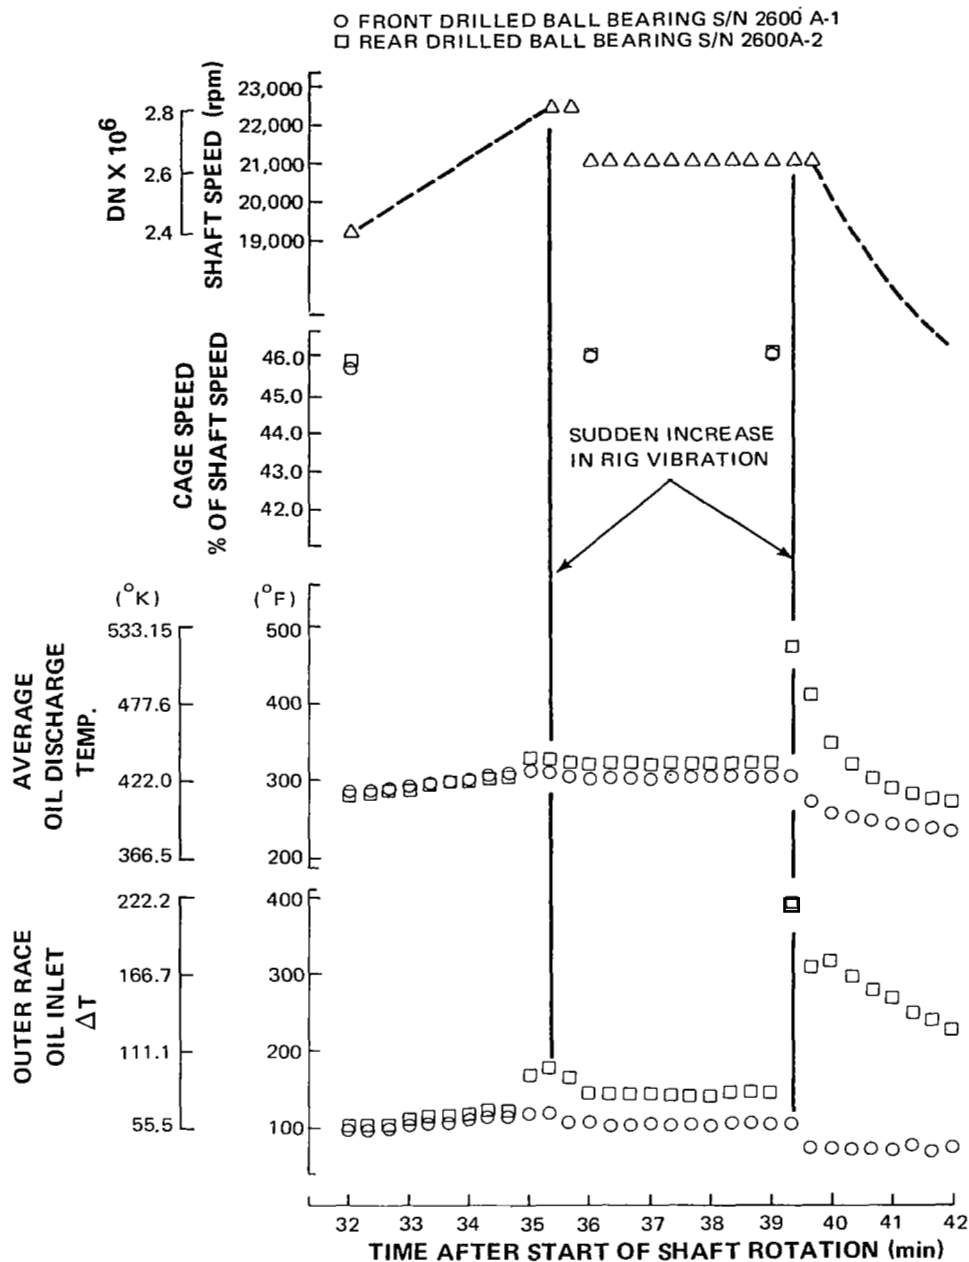 ○ FRONT DRILLED BALL BEARING S/N 2600 A-1
□ REAR DRILLED BALL BEARING S/N 2600A-2
DN X 10⁶
2.8
2.6
2.4
SHAFT SPEED (rpm)
23,000
22,000
21,000
20,000
19,000
CAGE SPEED
% OF SHAFT SPEED
46.0
45.0
44.0
43.0
42.0
SUDDEN INCREASE
IN RIG VIBRATION
AVERAGE
OIL DISCHARGE
TEMP.
(°K)
533.15
477.6
422.0
366.5
(°F)
500
400
300
200
OUTER RACE
OIL INLET
ΔT
222.2
166.7
111.1
55.5
400
300
200
100
32 33 34 35 36 37 38 39 40 41 42
TIME AFTER START OF SHAFT ROTATION (min)